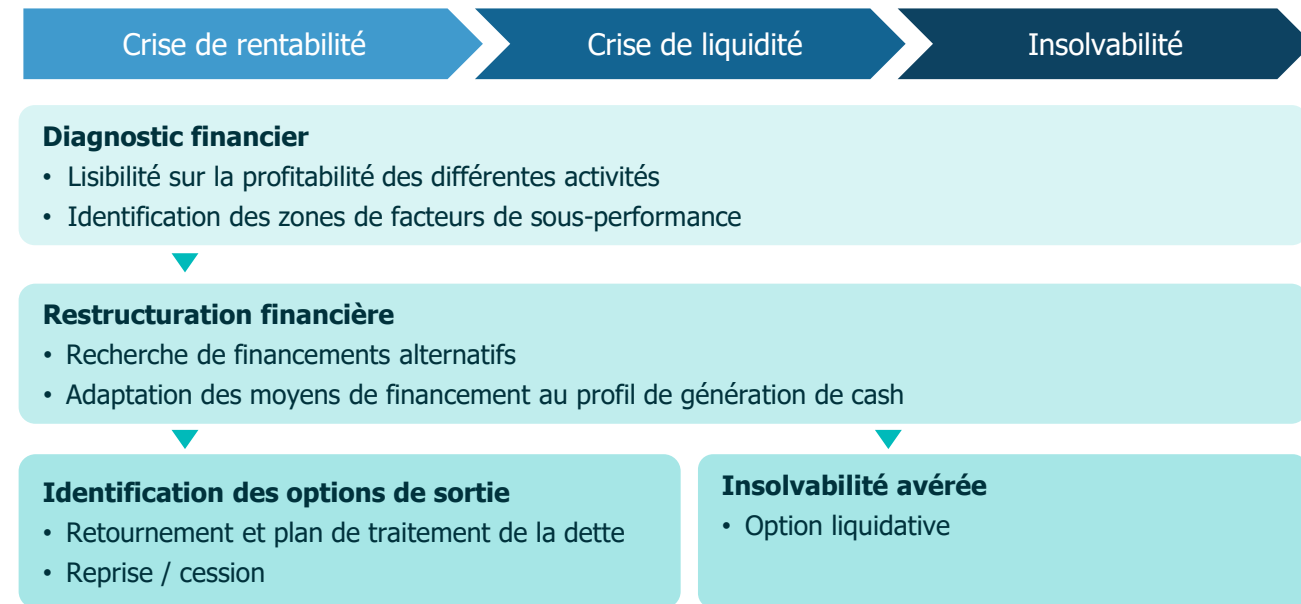 Crise de rentabilité
Crise de liquidité
Insolvabilité
Diagnostic financier
• Lisibilité sur la profitabilité des différentes activités
• Identification des zones de facteurs de sous-performance
Restructuration financière
• Recherche de financements alternatifs
• Adaptation des moyens de financement au profil de génération de cash
Identification des options de sortie
• Retournement et plan de traitement de la dette
• Reprise / cession
Insolvabilité avérée
• Option liquidative